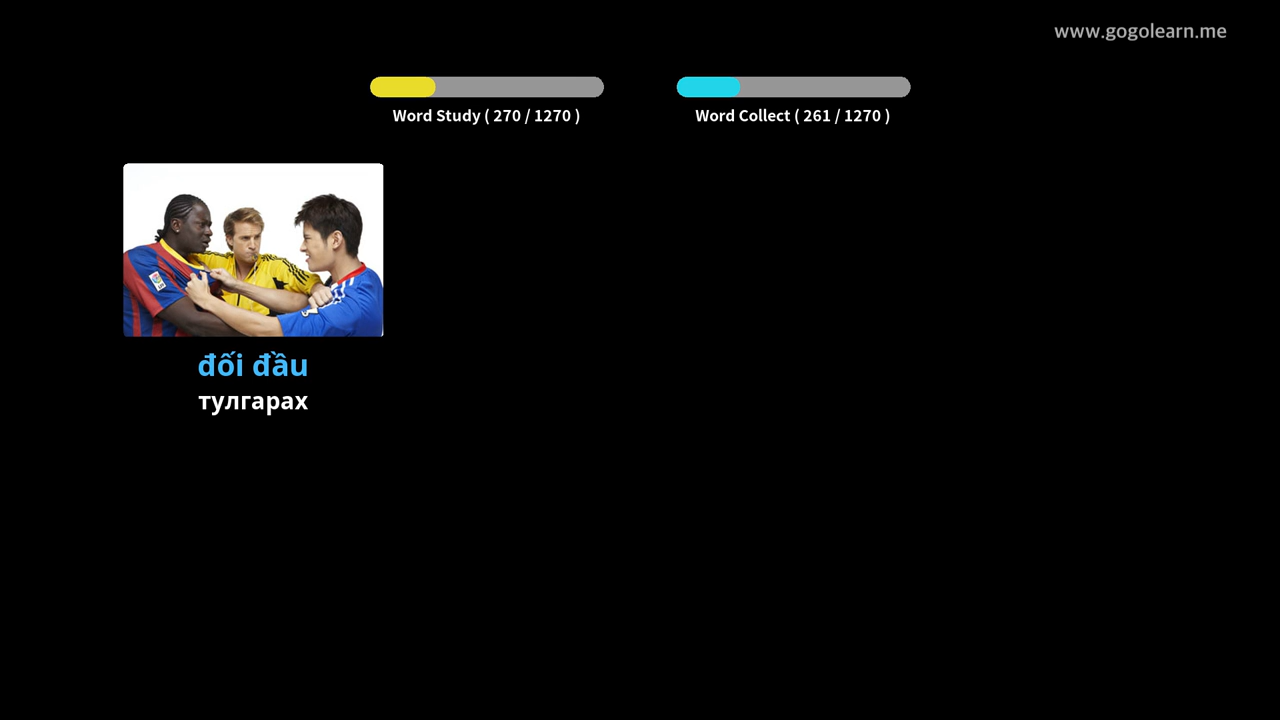 www.gogolearn.me
Word Study ( 270 / 1270 )
Word Collect ( 261 / 1270 )
đối đầu
тулгарах